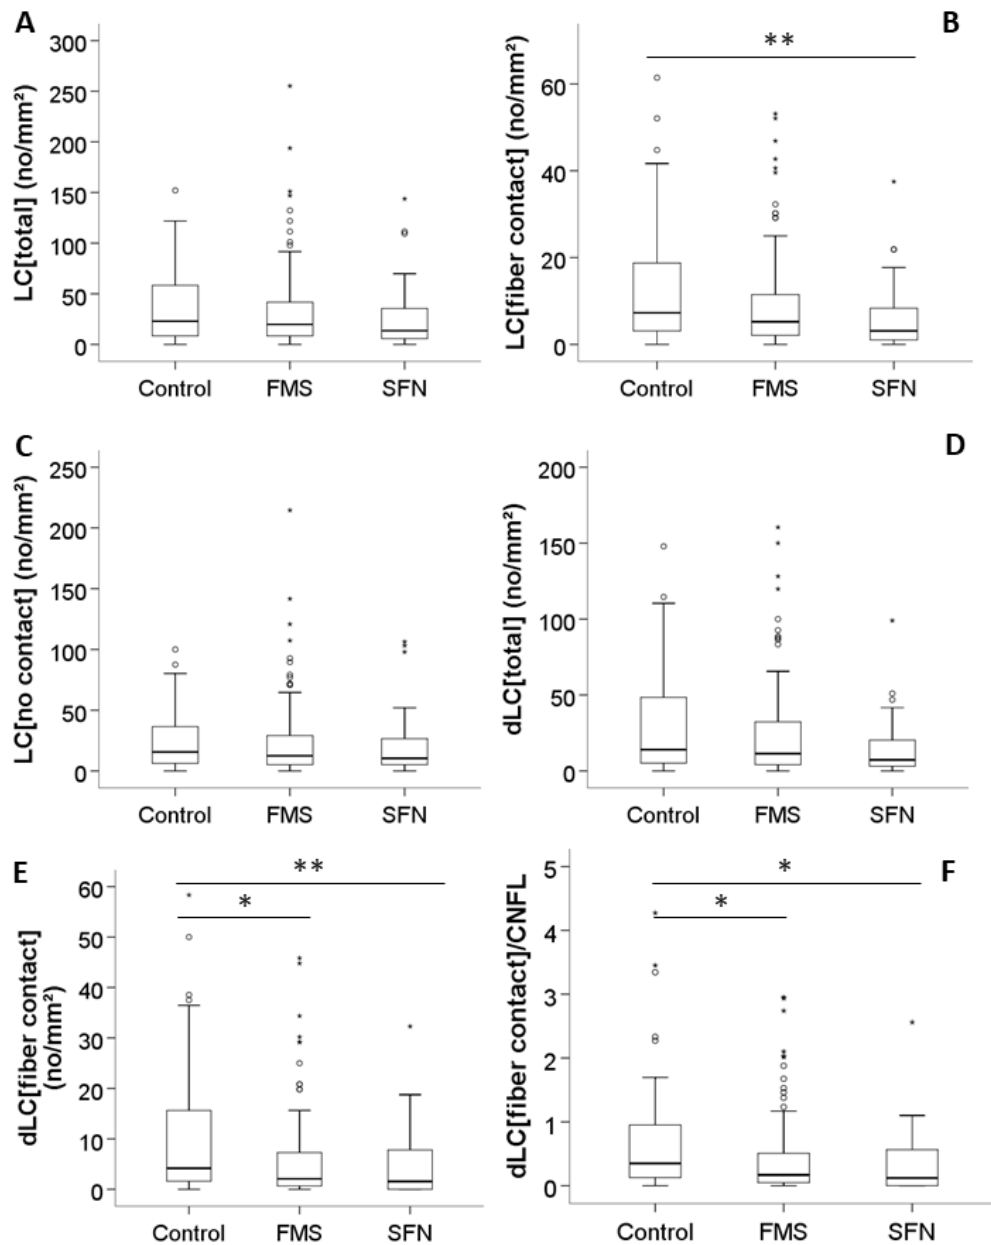 A
LC[total] (no/mm²)
300
250
200
150
100
50
0
Control FMS SFN
B
**
LC[fiber contact] (no/mm²)
60
40
20
0
Control FMS SFN
C
LC[no contact] (no/mm²)
250
200
150
100
50
0
Control FMS SFN
D
dLC[total] (no/mm²)
200
150
100
50
0
Control FMS SFN
E
**
*
dLC[fiber contact]
(no/mm²)
60
50
40
30
20
10
0
Control FMS SFN
F
*
*
dLC[fiber contact]/CNFL
5
4
3
2
1
0
Control FMS SFN